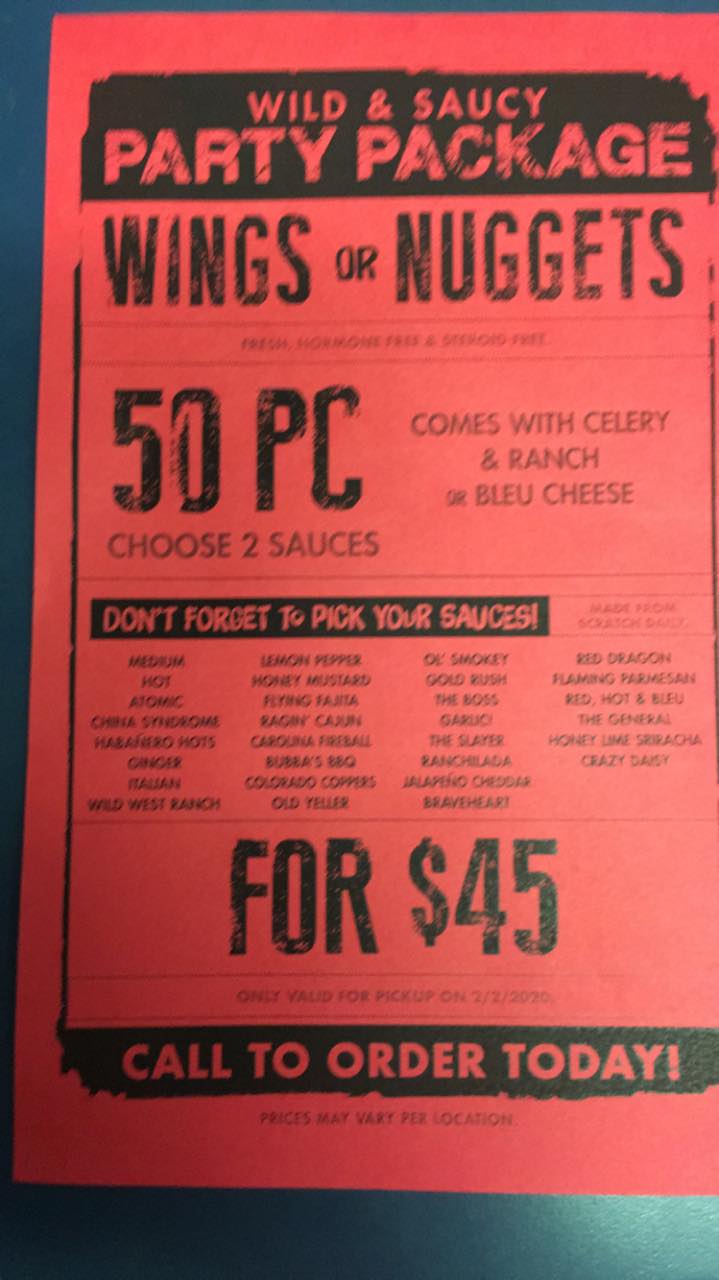 WILD & SAUCY
PARTY PACKAGE
WINGS OR NUGGETS
FRESH, HORMONE FREE & STEROID FREE
50 PC
CHOOSE 2 SAUCES
COMES WITH CELERY
& RANCH
OR BLEU CHEESE
DON'T FORGET TO PICK YOUR SAUCES!
MADE FROM
SCRATCH DAILY.
MEDIUM
HOT
ATOMIC
CHINA SYNDROME
HABAÑERO HOTS
GINGER
ITALIAN
WILD WEST RANCH
LEMON PEPPER
HONEY MUSTARD
FLYING FAJITA
RAGIN' CAJUN
CAROLINA FIREBALL
BUBBA'S BBQ
COLORADO COPPERS
OLD YELLER
OL' SMOKEY
GOLD RUSH
THE BOSS
GARLIC!
THE SLAYER
RANCHILADA
JALAPEÑO CHEDDAR
BRAVEHEART
RED DRAGON
FLAMING PARMESAN
RED, HOT & BLEU
THE GENERAL
HONEY LIME SRIRACHA
CRAZY DAISY
FOR $45
ONLY VALID FOR PICKUP ON 2/2/2020.
CALL TO ORDER TODAY!
PRICES MAY VARY PER LOCATION.